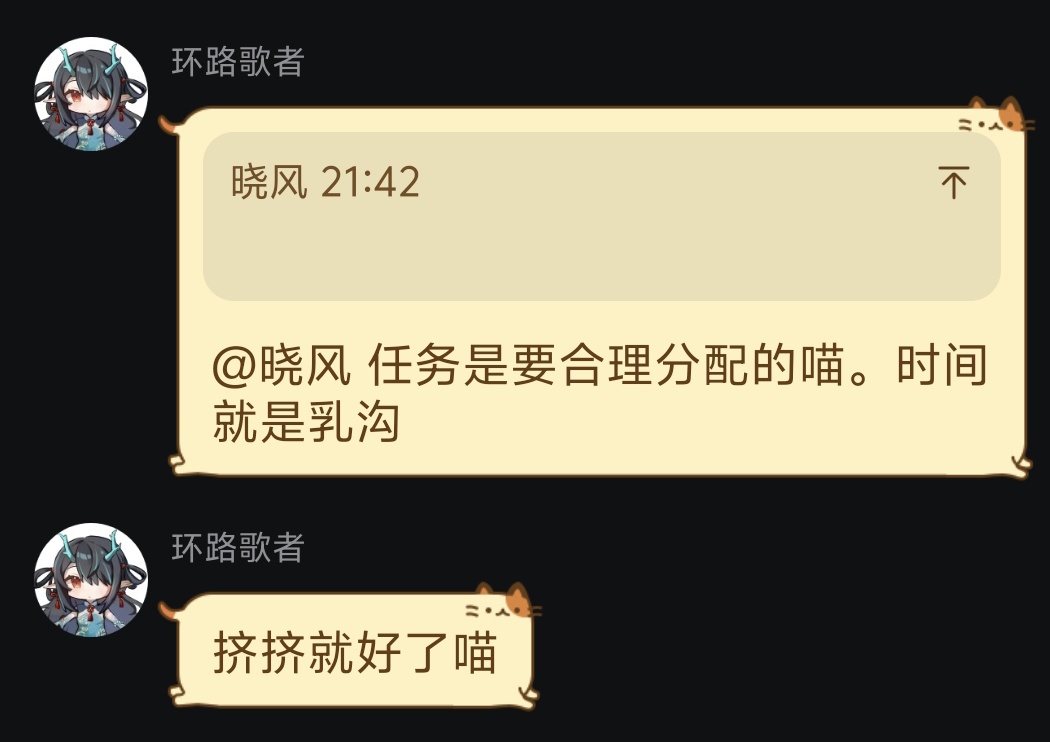 环路歌者
晓风 21:42
@晓风 任务是要合理分配的喵。时间
就是乳沟
环路歌者
挤挤就好了喵